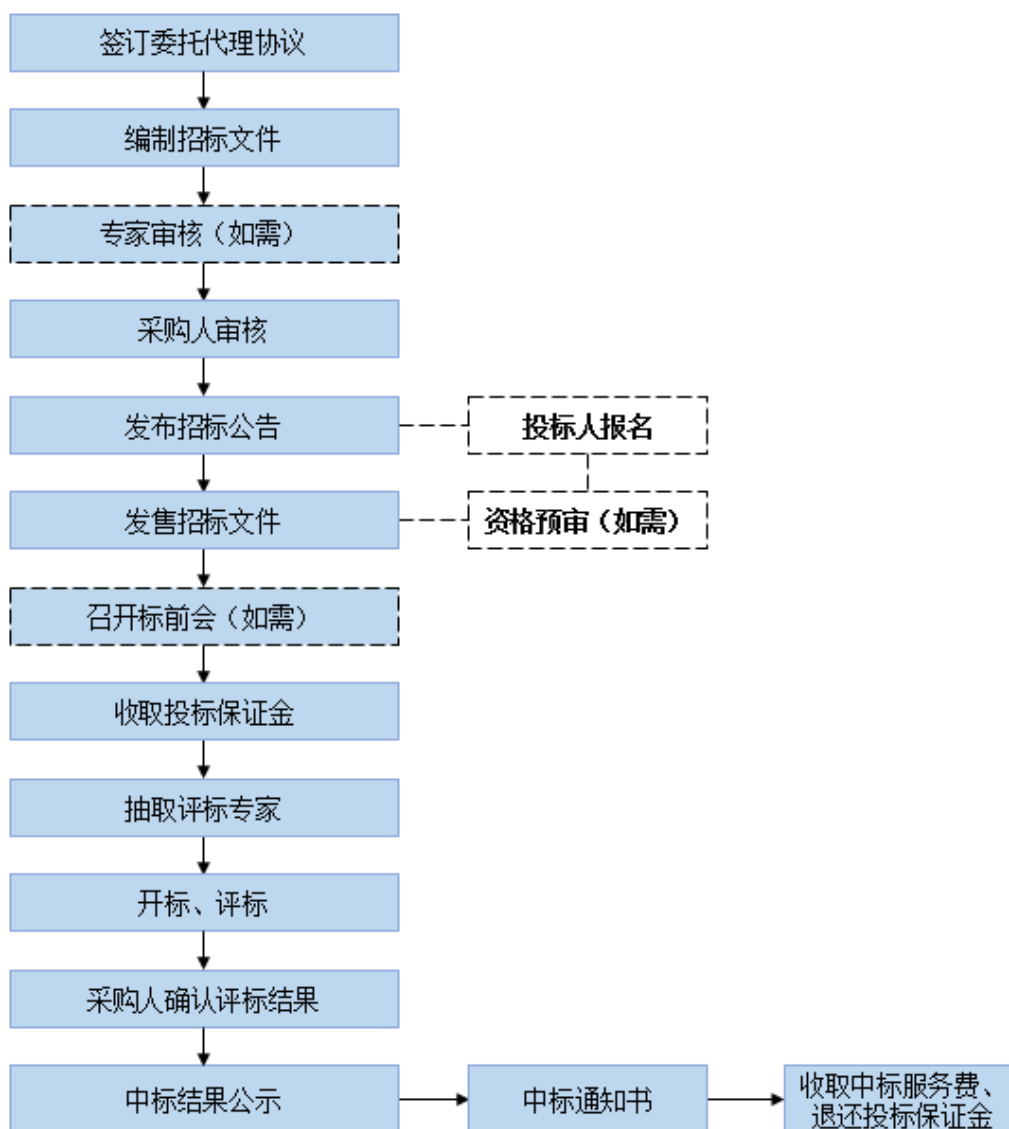 签订委托代理协议
编制招标文件
专家审核（如需）
采购人审核
发布招标公告
投标人报名
发售招标文件
资格预审（如需）
召开标前会（如需）
收取投标保证金
抽取评标专家
开标、评标
采购人确认评标结果
中标结果公示
中标通知书
收取中标服务费、
退还投标保证金